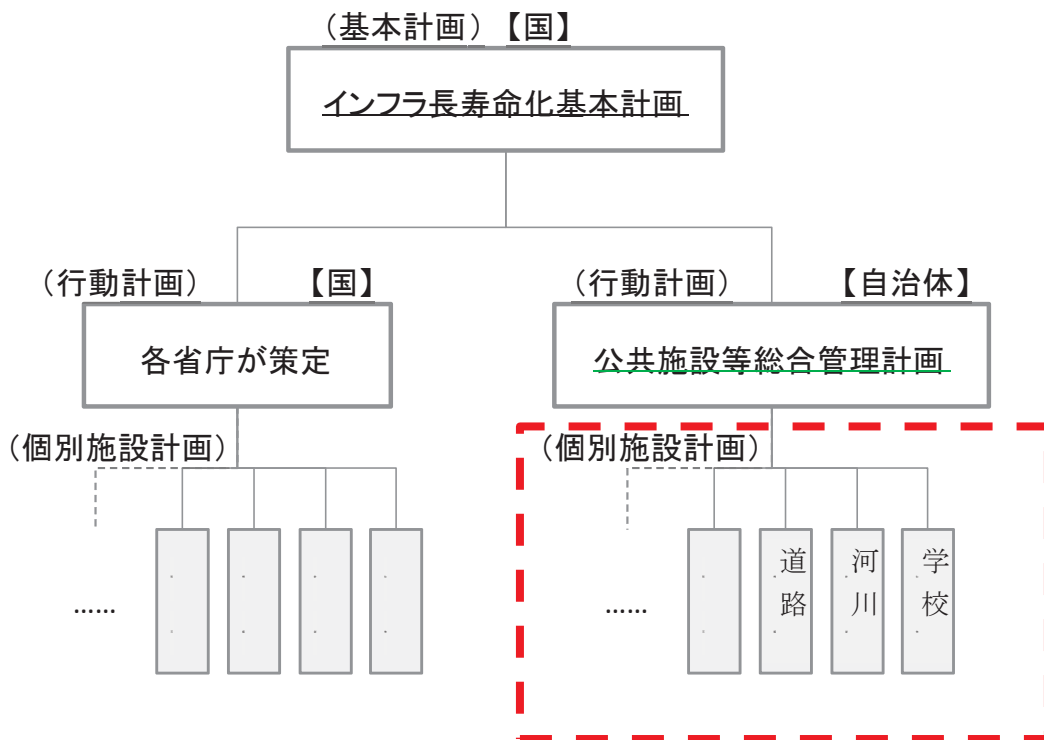 （基本計画）【国】
インフラ長寿命化基本計画
（行動計画） 【国】
各省庁が策定
（行動計画） 【自治体】
公共施設等総合管理計画
（個別施設計画）
……
（個別施設計画）
……
道路
河川
学校